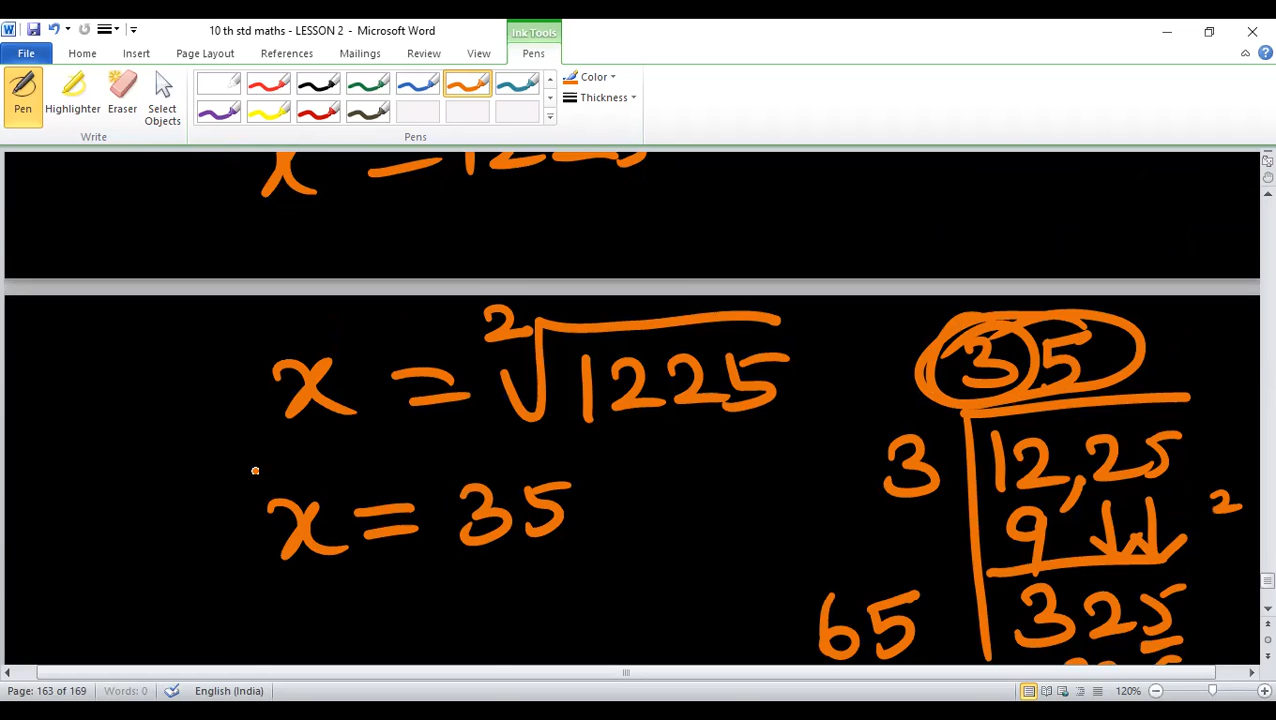 10 th std maths - LESSON 2 - Microsoft Word
Ink Tools
File Home Insert Page Layout References Mailings Review View Pens
Pen Highlighter Eraser Select Objects
Color
Thickness
Write Pens
x = 1225
x = ²√1225
x = 35
35
3 12,25
9
2
65 325
Page: 163 of 169 Words: 0 English (India) 120%